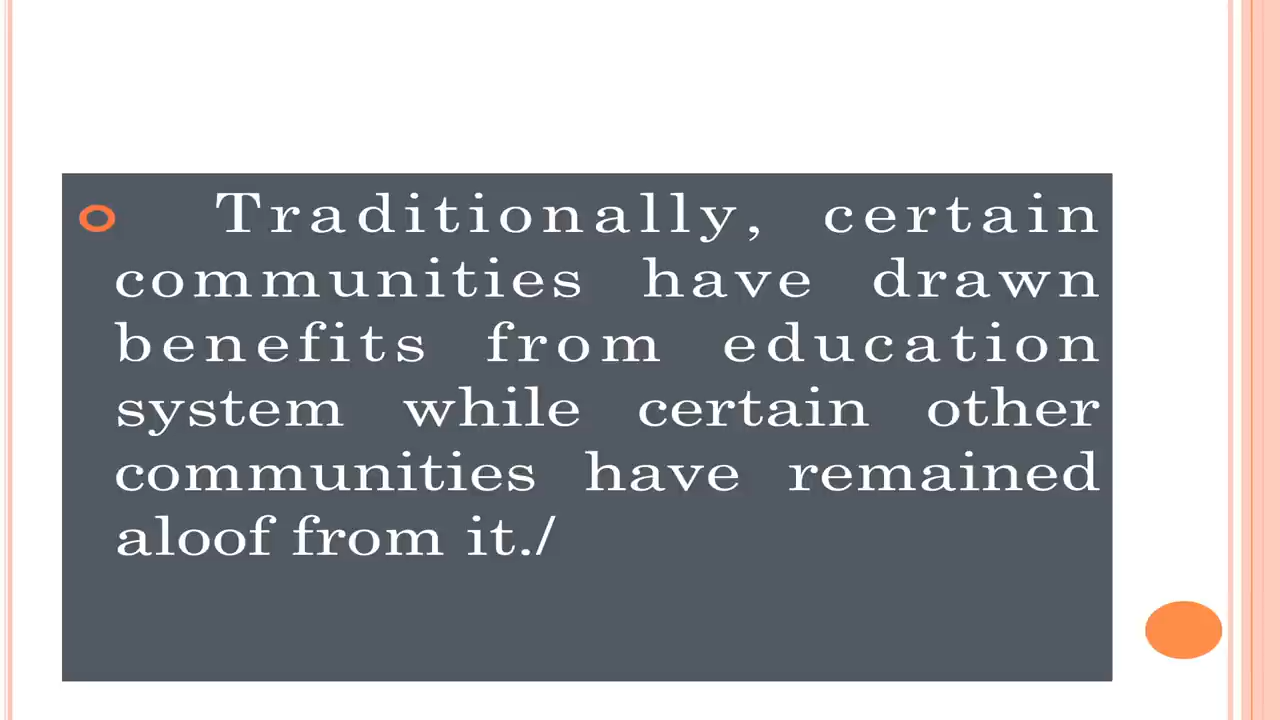 Traditionally, certain
communities have drawn
benefits from education
system while certain other
communities have remained
aloof from it./